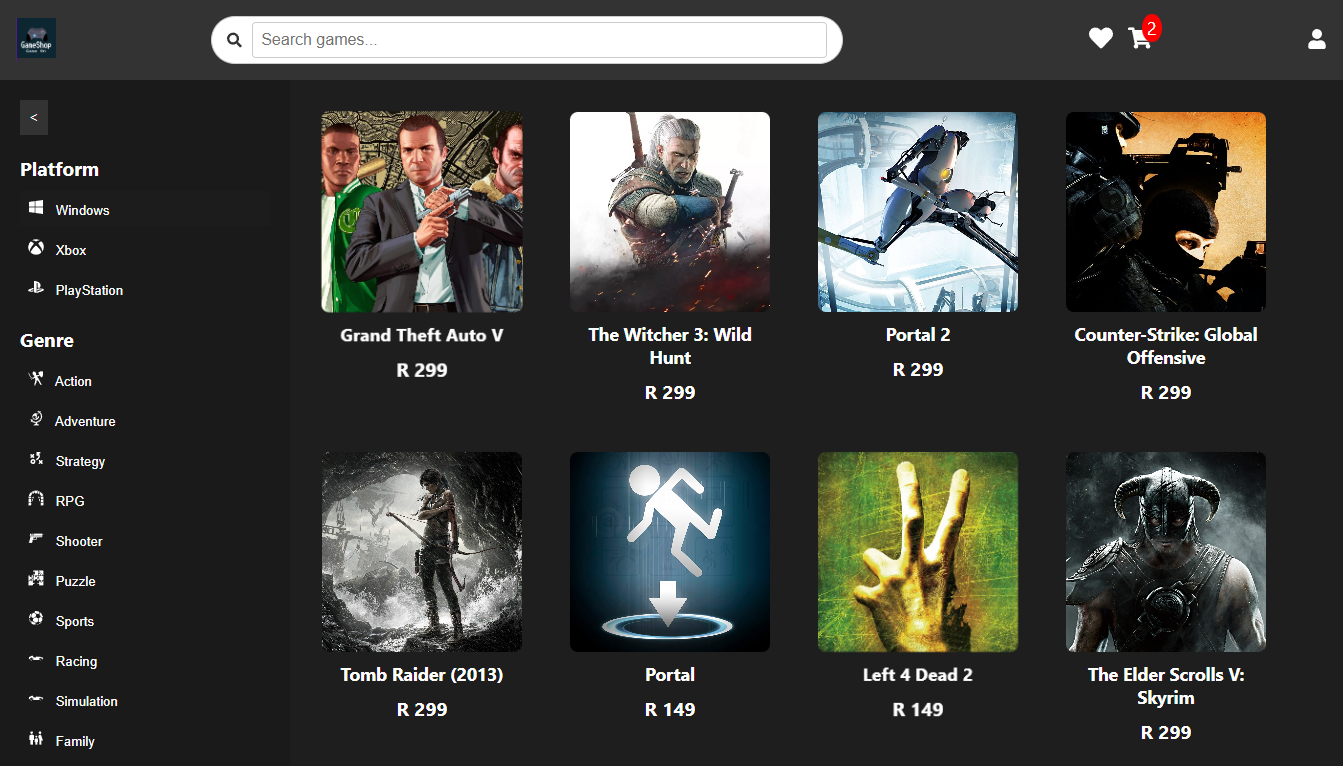 GameShop
Search games...
2
<
Platform
Windows
Xbox
PlayStation
Genre
Action
Adventure
Strategy
RPG
Shooter
Puzzle
Sports
Racing
Simulation
Family
Grand Theft Auto V
R 299
The Witcher 3: Wild
Hunt
R 299
Portal 2
R 299
Counter-Strike: Global
Offensive
R 299
Tomb Raider (2013)
R 299
Portal
R 149
Left 4 Dead 2
R 149
The Elder Scrolls V:
Skyrim
R 299